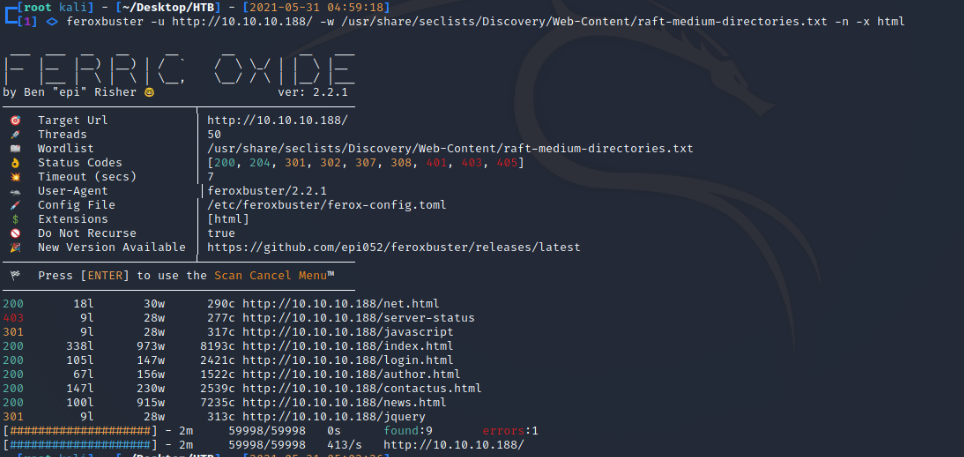 [root kali] - [~/Desktop/HTB] - [2021-05-31 04:59:18]
[1] <> feroxbuster -u http://10.10.10.188/ -w /usr/share/seclists/Discovery/Web-Content/raft-medium-directories.txt -n -x html
FERRIC OXIDE
by Ben "epi" Risher 🤓 ver: 2.2.1
🎯 Target Url │ http://10.10.10.188/
🚀 Threads │ 50
📖 Wordlist │ /usr/share/seclists/Discovery/Web-Content/raft-medium-directories.txt
👌 Status Codes │ [200, 204, 301, 302, 307, 308, 401, 403, 405]
💥 Timeout (secs) │ 7
🦡 User-Agent │ feroxbuster/2.2.1
💉 Config File │ /etc/feroxbuster/ferox-config.toml
💲 Extensions │ [html]
🚫 Do Not Recurse │ true
🎉 New Version Available │ https://github.com/epi052/feroxbuster/releases/latest
🏁 Press [ENTER] to use the Scan Cancel Menu™
200 18l 30w 290c http://10.10.10.188/net.html
403 9l 28w 277c http://10.10.10.188/server-status
301 9l 28w 317c http://10.10.10.188/javascript
200 338l 973w 8193c http://10.10.10.188/index.html
200 105l 147w 2421c http://10.10.10.188/login.html
200 67l 156w 1522c http://10.10.10.188/author.html
200 147l 230w 2539c http://10.10.10.188/contactus.html
200 100l 915w 7235c http://10.10.10.188/news.html
301 9l 28w 313c http://10.10.10.188/jquery
[####################] - 2m 59998/59998 0s found:9 errors:1
[####################] - 2m 59998/59998 413/s http://10.10.10.188/